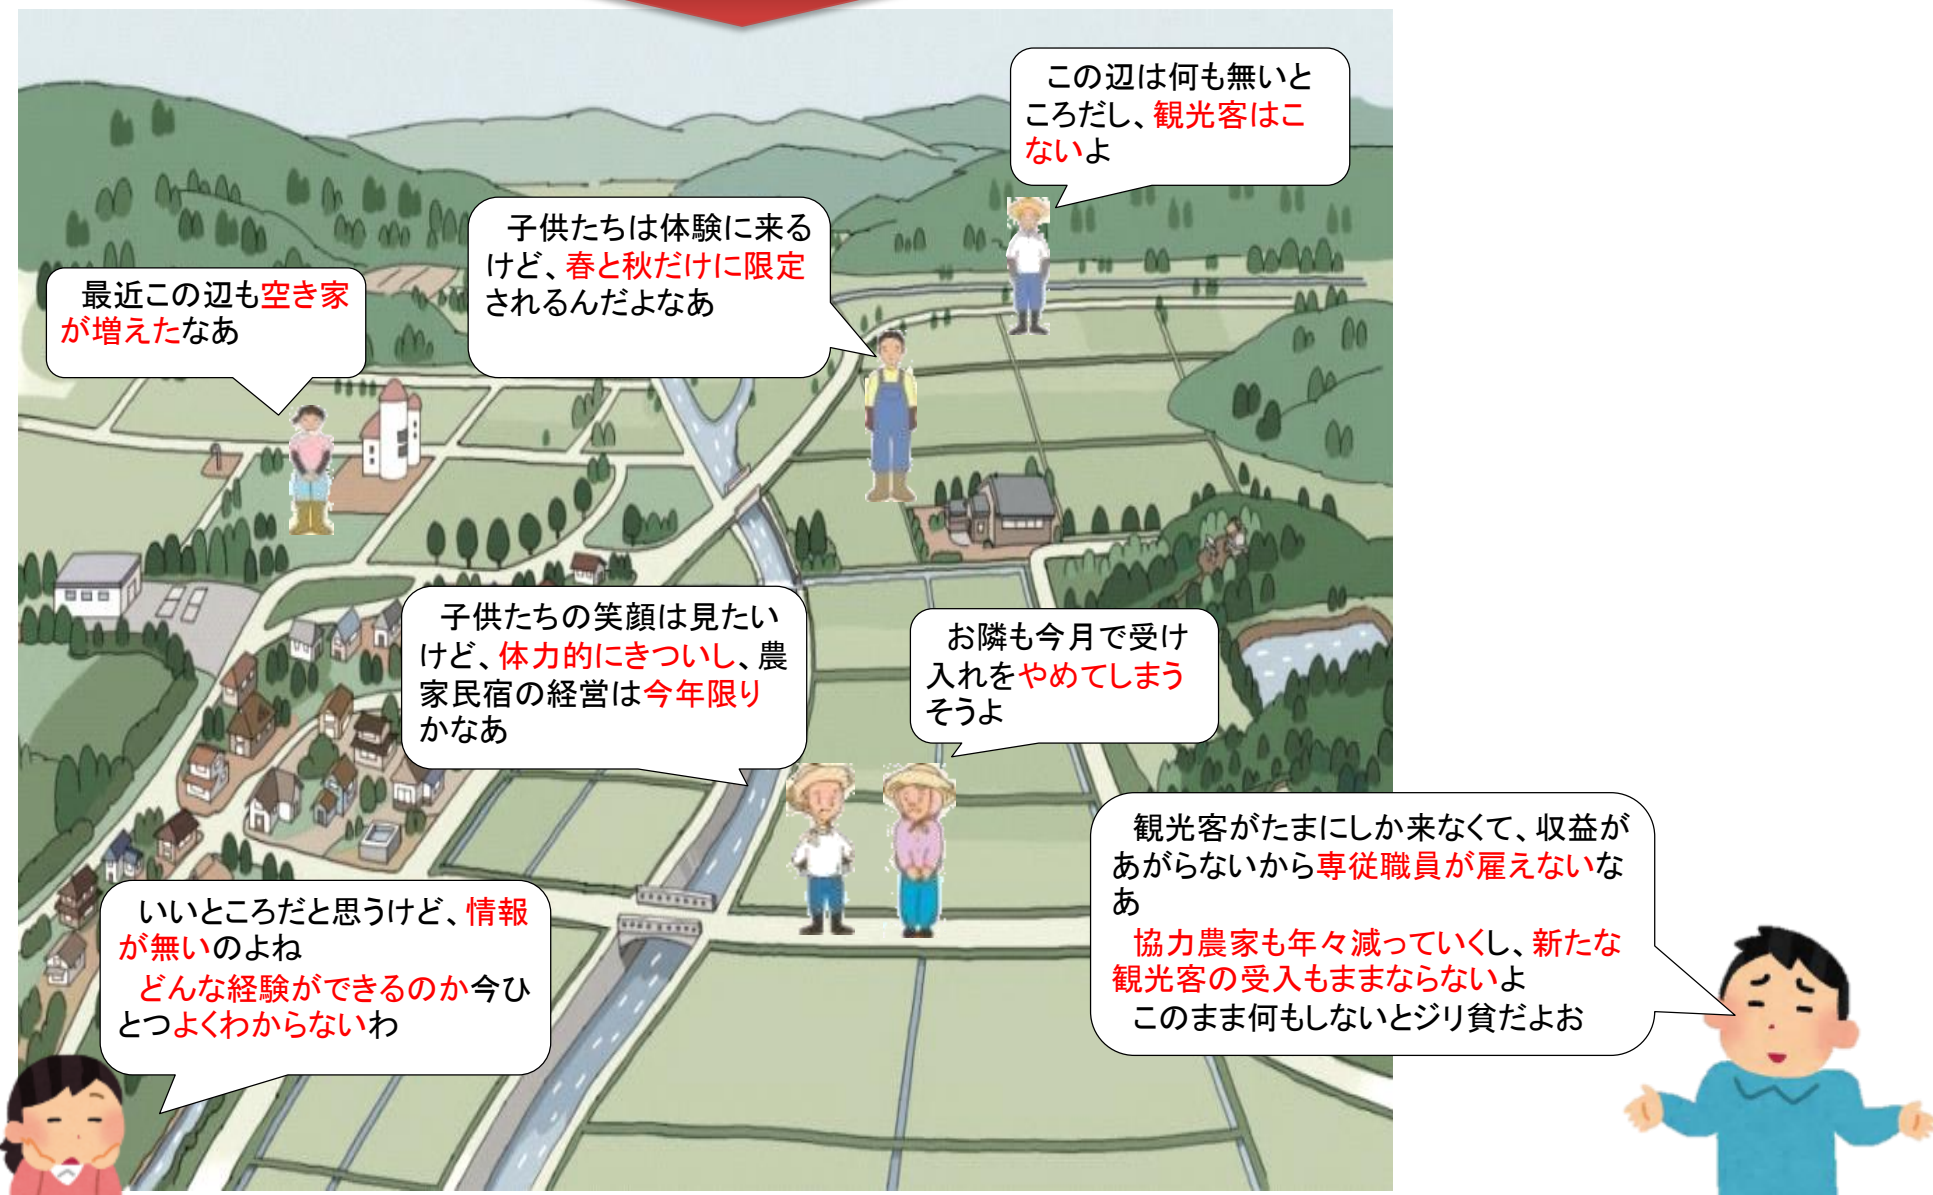 この辺は何も無いと
ころだし、観光客はこ
ないよ
子供たちは体験に来る
けど、春と秋だけに限定
されるんだよなあ
最近この辺も空き家
が増えたなあ
子供たちの笑顔は見たい
けど、体力的にきついし、農
家民宿の経営は今年限り
かなあ
お隣も今月で受け
入れをやめてしまう
そうよ
観光客がたまにしか来なくて、収益が
あがらないから専従職員が雇えないな
あ
協力農家も年々減っていくし、新たな
観光客の受入もままならないよ
このまま何もしないとジリ貧だよお
いいところだと思うけど、情報
が無いのよね
どんな経験ができるのか今ひ
とつよくわからないわ